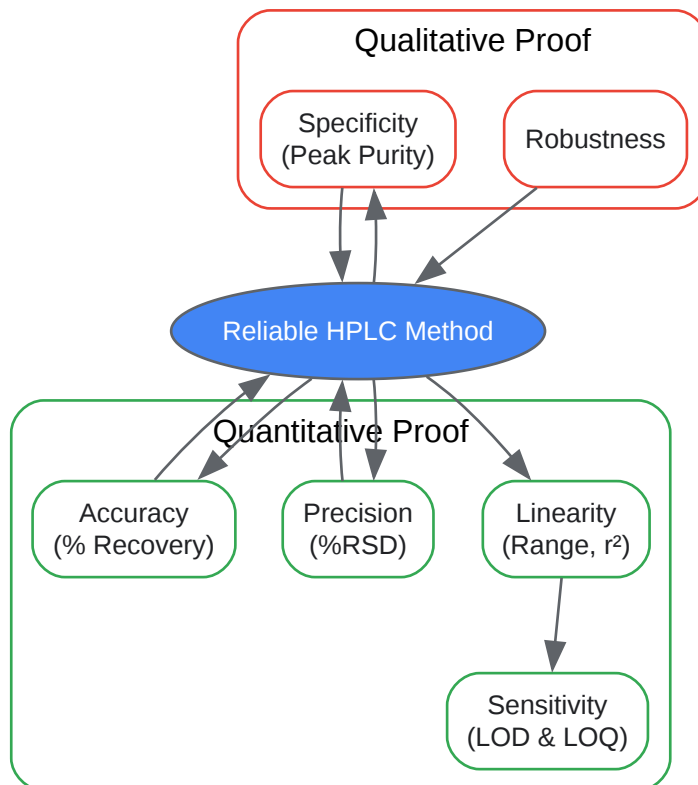 Qualitative Proof
Specificity
(Peak Purity)
Robustness
Reliable HPLC Method
Quantitative Proof
Accuracy
(% Recovery)
Precision
(%RSD)
Linearity
(Range, r²)
Sensitivity
(LOD & LOQ)